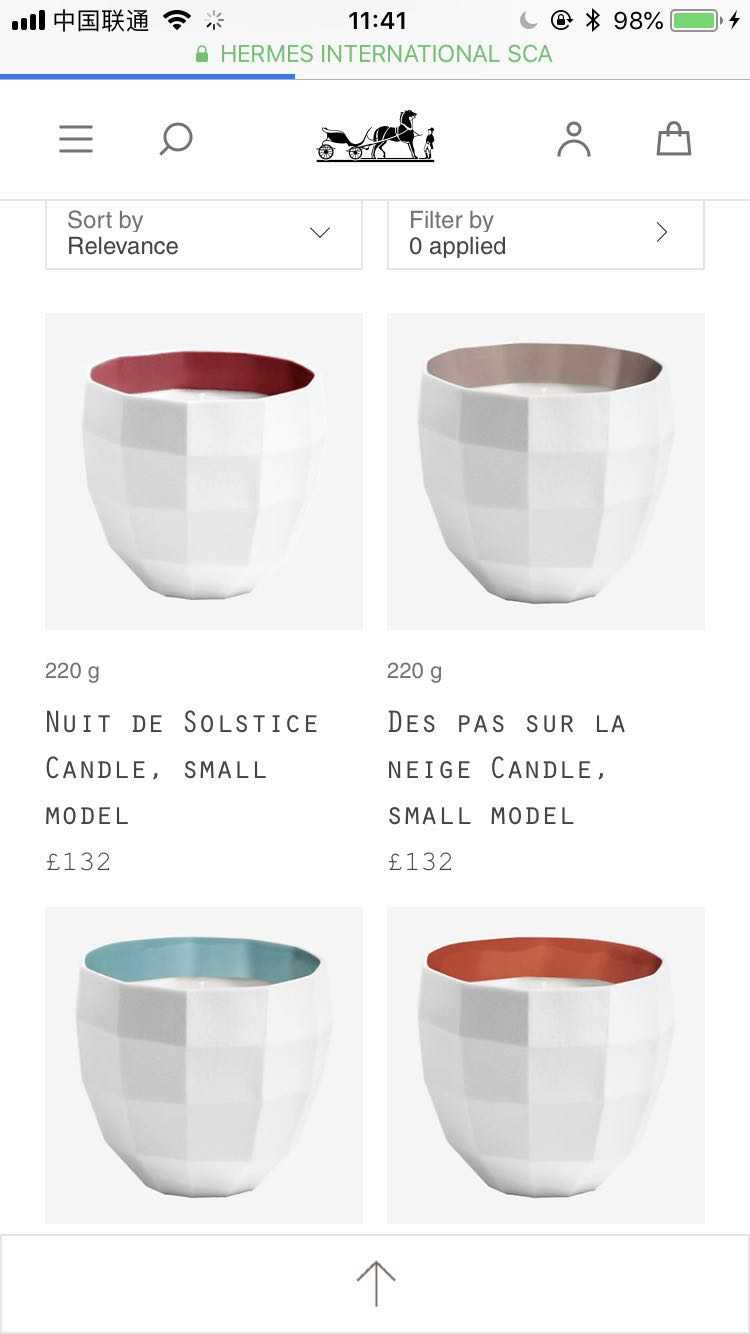 中国联通 11:41 98%
HERMES INTERNATIONAL SCA
Sort by
Relevance
Filter by
0 applied
220 g
NUIT DE SOLSTICE
CANDLE, SMALL
MODEL
£132
220 g
DES PAS SUR LA
NEIGE CANDLE,
SMALL MODEL
£132